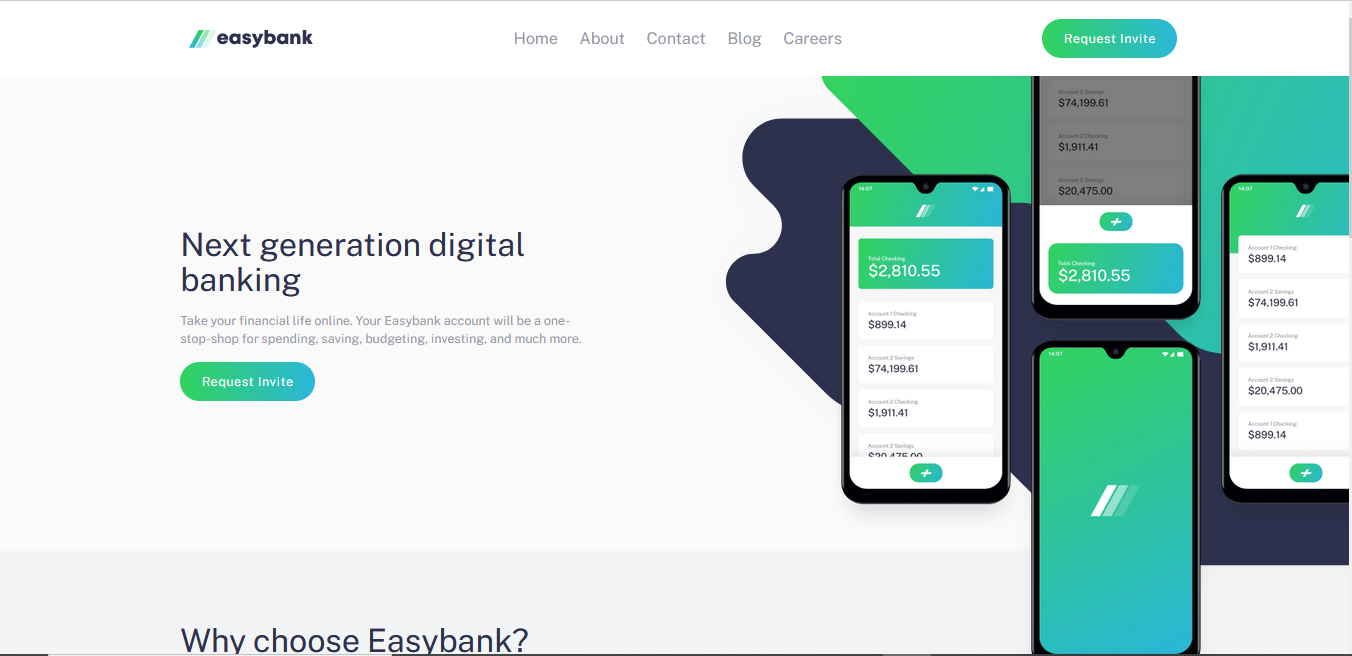 easybank
Home
About
Contact
Blog
Careers
Request Invite
Next generation digital
banking
Take your financial life online. Your Easybank account will be a one-
stop-shop for spending, saving, budgeting, investing, and much more.
Request Invite
14:07
Total Checking
$2,810.55
Account 1 Checking
$899.14
Account 2 Savings
$74,199.61
Account 2 Checking
$1,911.41
Account 2 Savings
$20,475.00
Account 2 Savings
$74,199.61
Account 2 Checking
$1,911.41
Account 2 Savings
$20,475.00
Total Checking
$2,810.55
14:07
14:07
Account 1 Checking
$899.14
Account 2 Savings
$74,199.61
Account 2 Checking
$1,911.41
Account 2 Savings
$20,475.00
Account 1 Checking
$899.14
Why choose Easybank?